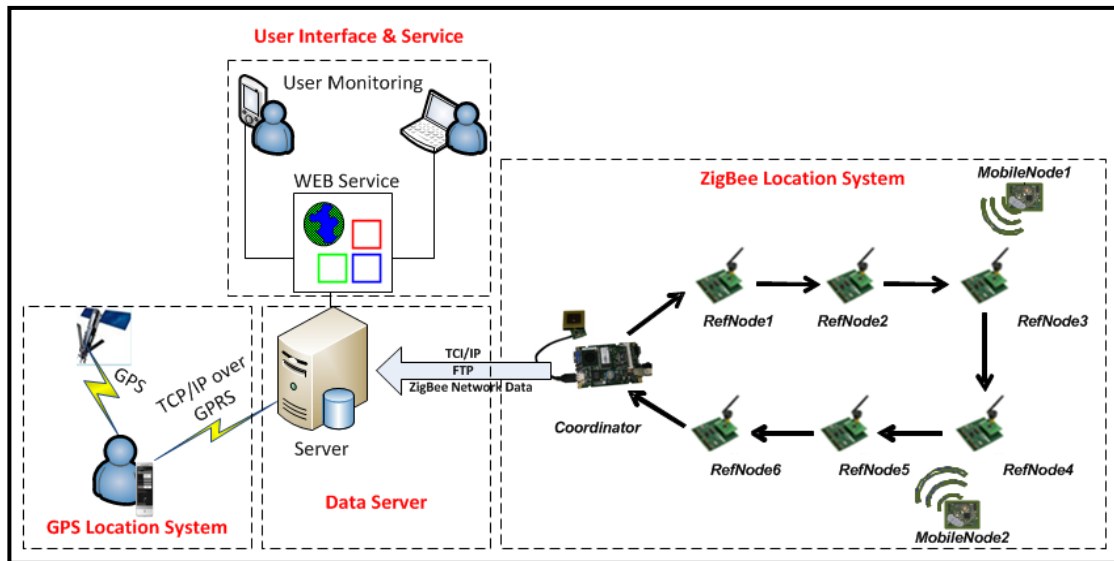 User Interface & Service
User Monitoring
WEB Service
ZigBee Location System
MobileNode1
RefNode1
RefNode2
RefNode3
TCI/IP
FTP
ZigBee Network Data
Coordinator
RefNode6
RefNode5
RefNode4
MobileNode2
GPS
TCP/IP over
GPRS
Server
Data Server
GPS Location System